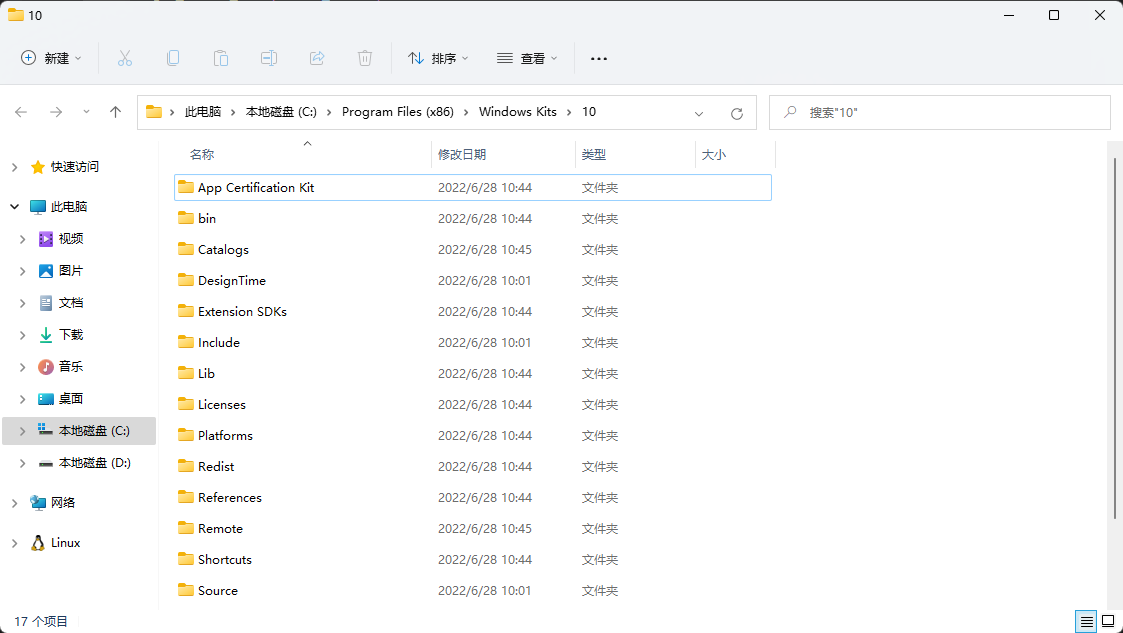 10
新建 排序 查看
此电脑 本地磁盘 (C:) Program Files (x86) Windows Kits 10 搜索"10"
名称 修改日期 类型 大小
快速访问
此电脑
视频
图片
文档
下载
音乐
桌面
本地磁盘 (C:)
本地磁盘 (D:)
网络
Linux
App Certification Kit 2022/6/28 10:44 文件夹
bin 2022/6/28 10:44 文件夹
Catalogs 2022/6/28 10:45 文件夹
DesignTime 2022/6/28 10:01 文件夹
Extension SDKs 2022/6/28 10:44 文件夹
Include 2022/6/28 10:01 文件夹
Lib 2022/6/28 10:44 文件夹
Licenses 2022/6/28 10:44 文件夹
Platforms 2022/6/28 10:44 文件夹
Redist 2022/6/28 10:44 文件夹
References 2022/6/28 10:44 文件夹
Remote 2022/6/28 10:45 文件夹
Shortcuts 2022/6/28 10:44 文件夹
Source 2022/6/28 10:01 文件夹
17 个项目